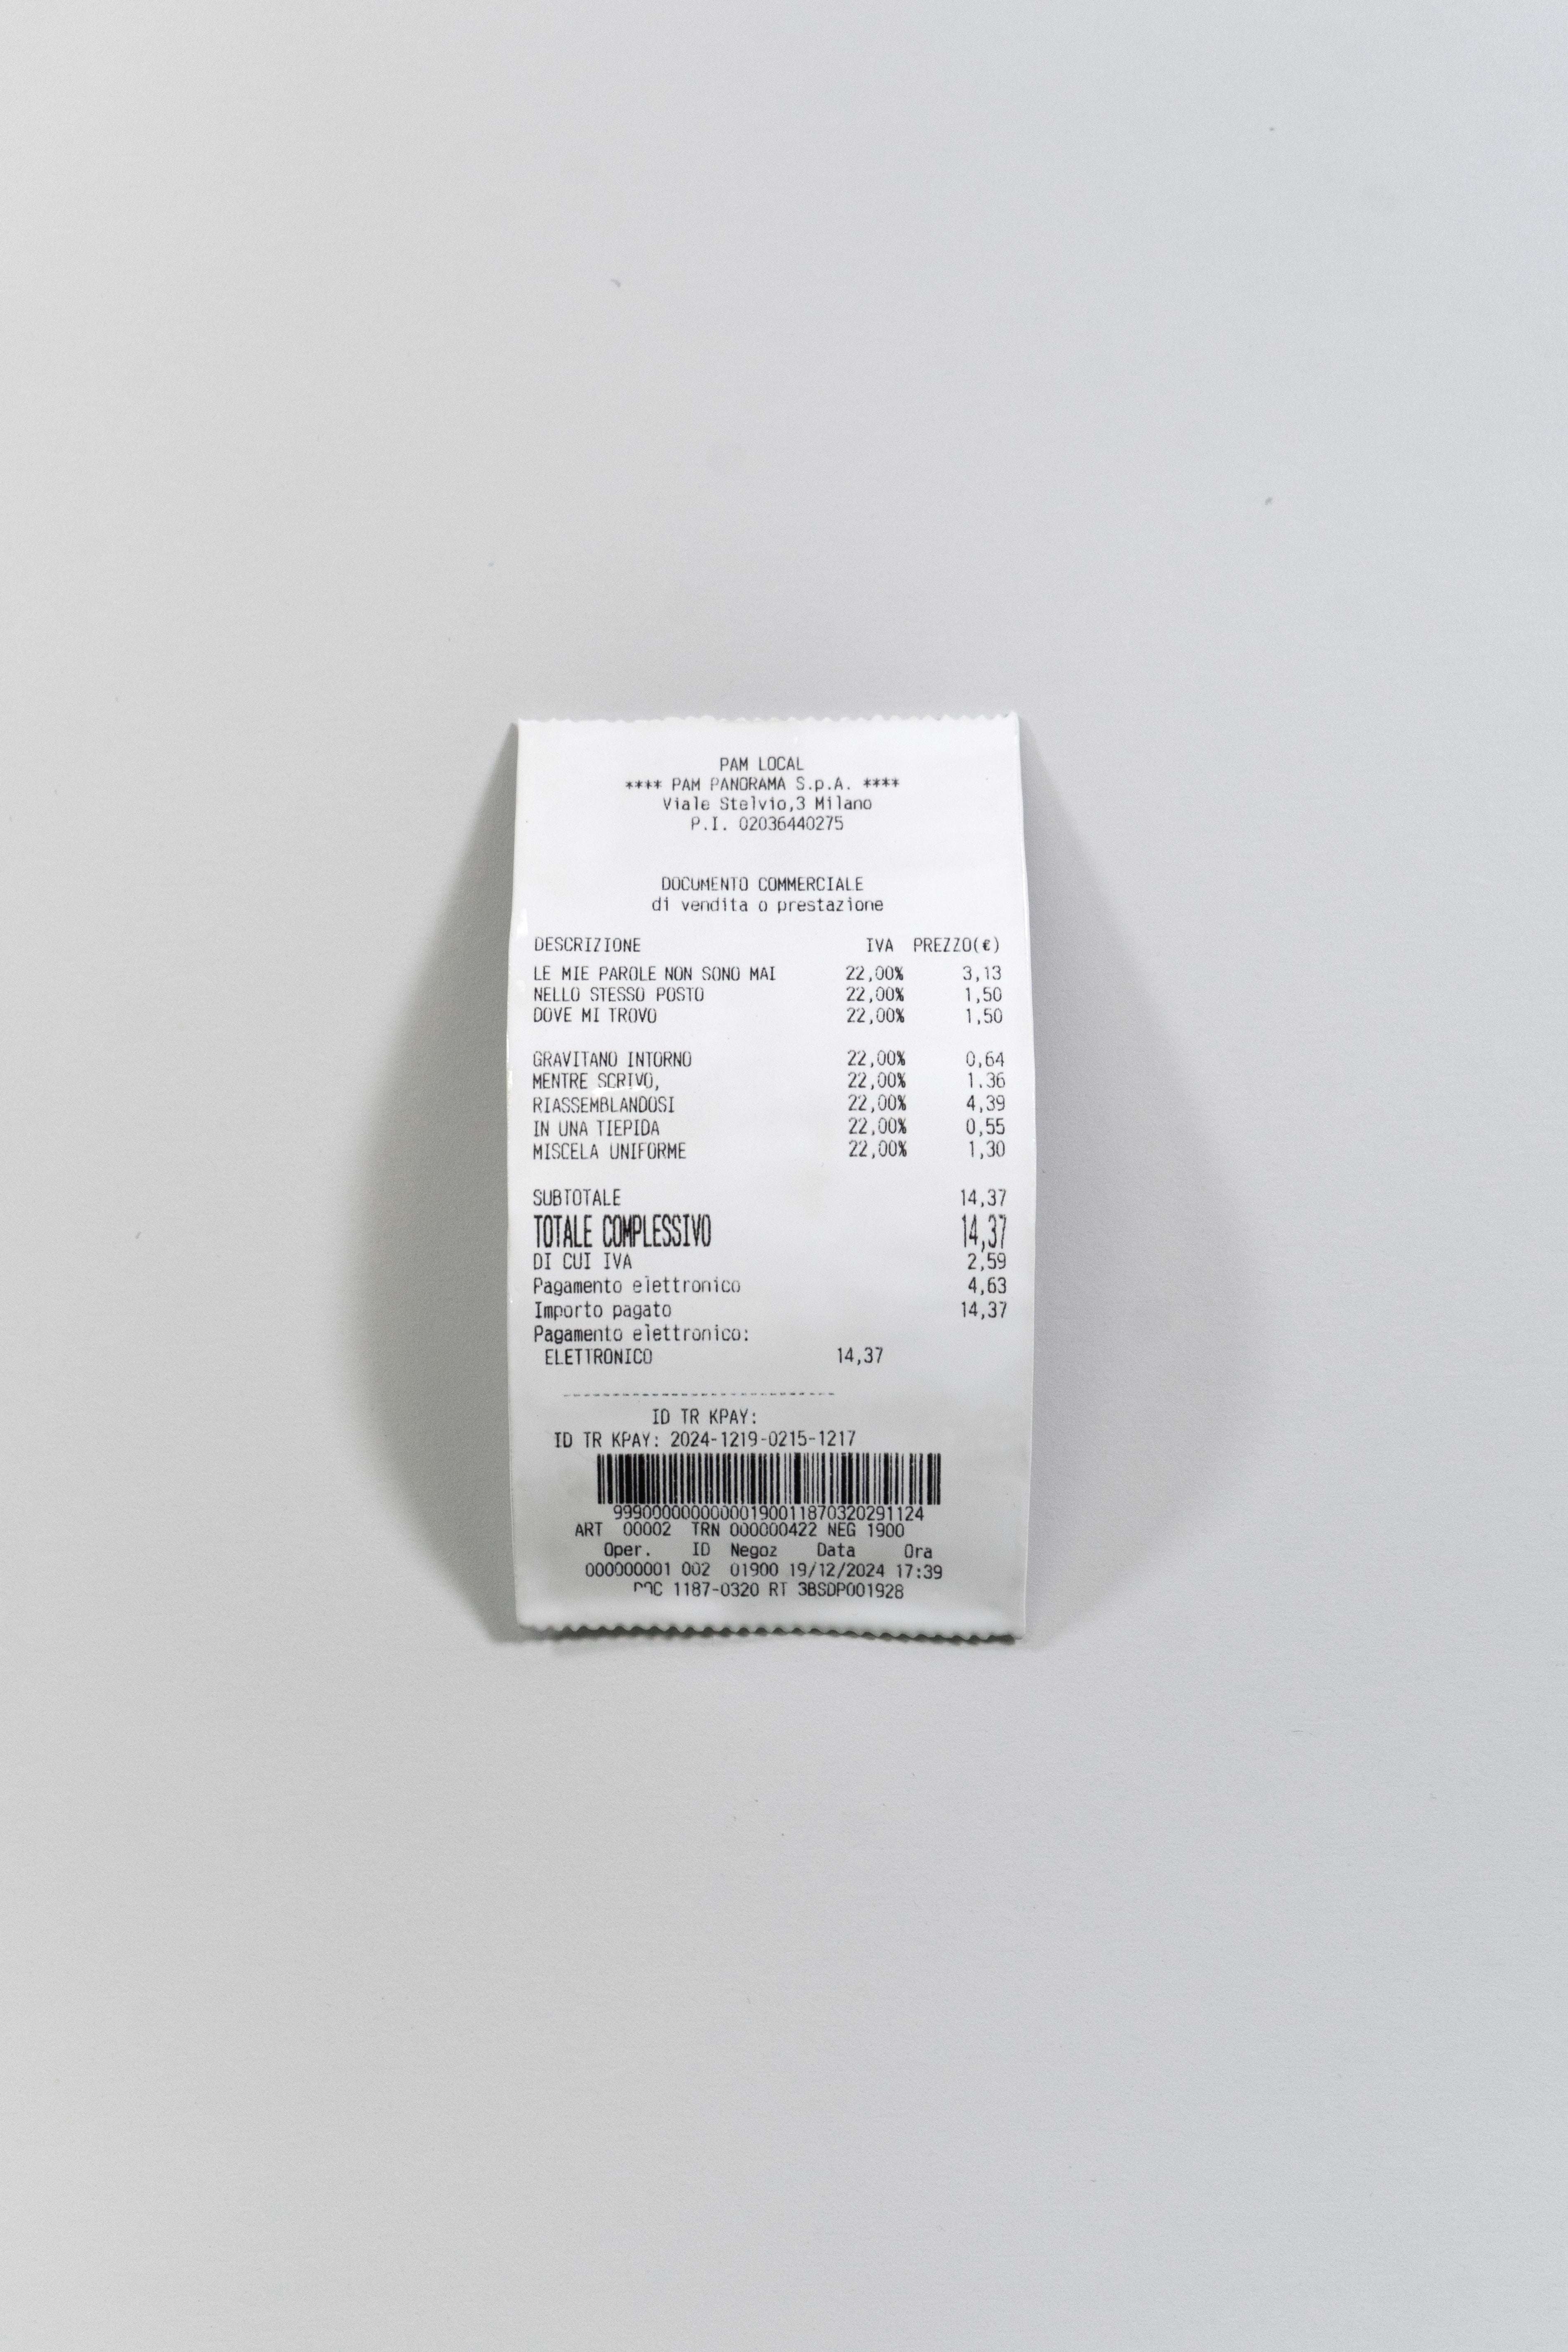 PAM LOCAL
**** PAM PANORAMA S.p.A. ****
Viale Stelvio,3 Milano
P.I. 02036440275
DOCUMENTO COMMERCIALE
di vendita o prestazione
DESCRIZIONE IVA PREZZO(€)
LE MIE PAROLE NON SONO MAI 22,00% 3,13
NELLO STESSO POSTO 22,00% 1,50
DOVE MI TROVO 22,00% 1,50
GRAVITANO INTORNO 22,00% 0,64
MENTRE SCRIVO, 22,00% 1.36
RIASSEMBLANDOSI 22,00% 4,39
IN UNA TIEPIDA 22,00% 0,55
MISCELA UNIFORME 22,00% 1,30
SUBTOTALE 14,37
TOTALE COMPLESSIVO 14,37
DI CUI IVA 2,59
Pagamento elettronico 4,63
Importo pagato 14,37
Pagamento elettronico:
ELETTRONICO 14,37
----------------------------
ID TR KPAY:
ID TR KPAY: 2024-1219-0215-1217
99900000000000190011870320291124
ART 00002 TRN 000000422 NEG 1900
Oper. ID Negoz Data Ora
000000001 002 01900 19/12/2024 17:39
1187-0320 RT 3BSDP001928